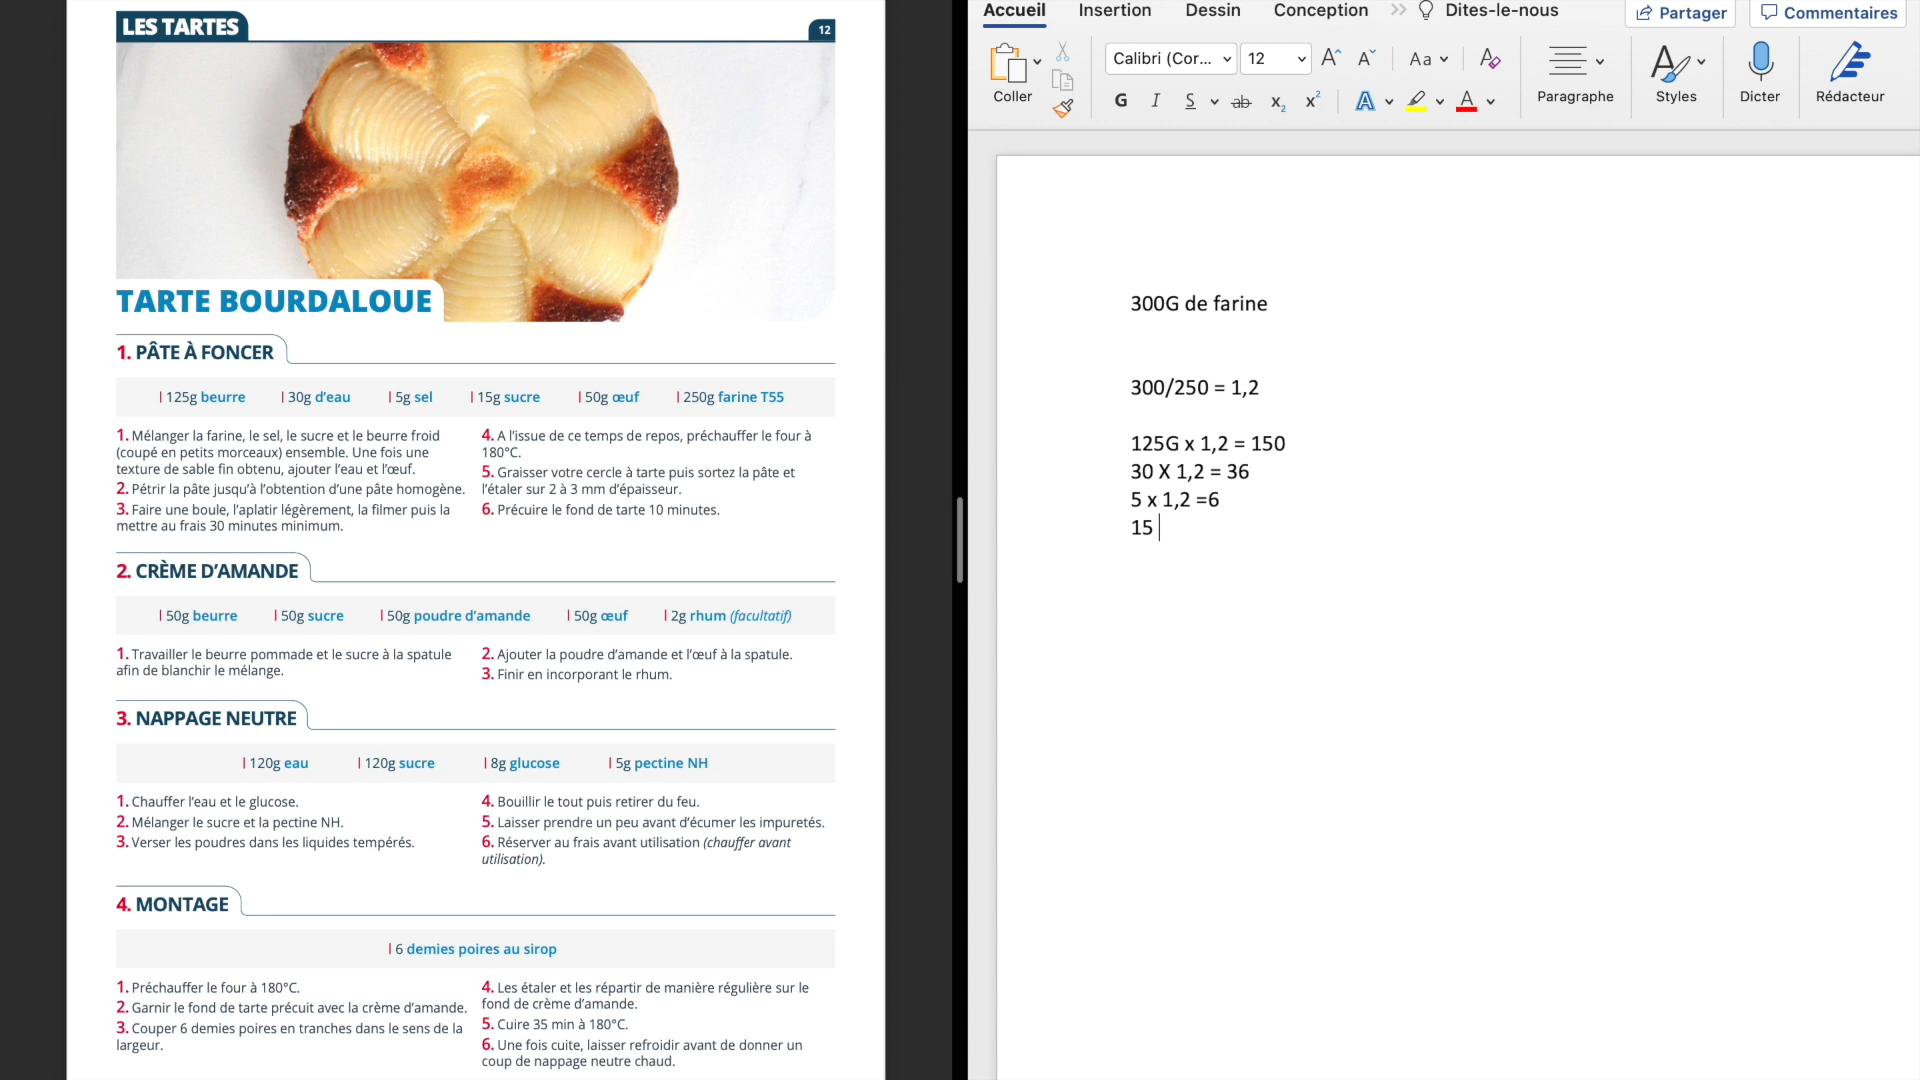 LES TARTES
12
TARTE BOURDALOUE
1. PÂTE À FONCER
| 125g beurre | 30g d’eau | 5g sel | 15g sucre | 50g œuf | 250g farine T55
1. Mélanger la farine, le sel, le sucre et le beurre froid
(coupé en petits morceaux) ensemble. Une fois une
texture de sable fin obtenu, ajouter l’eau et l’œuf.
2. Pétrir la pâte jusqu’à l’obtention d’une pâte homogène.
3. Faire une boule, l’aplatir légèrement, la filmer puis la
mettre au frais 30 minutes minimum.
4. A l’issue de ce temps de repos, préchauffer le four à
180°C.
5. Graisser votre cercle à tarte puis sortez la pâte et
l’étaler sur 2 à 3 mm d’épaisseur.
6. Précuire le fond de tarte 10 minutes.
2. CRÈME D’AMANDE
| 50g beurre | 50g sucre | 50g poudre d’amande | 50g œuf | 2g rhum (facultatif)
1. Travailler le beurre pommade et le sucre à la spatule
afin de blanchir le mélange.
2. Ajouter la poudre d’amande et l’œuf à la spatule.
3. Finir en incorporant le rhum.
3. NAPPAGE NEUTRE
| 120g eau | 120g sucre | 8g glucose | 5g pectine NH
1. Chauffer l’eau et le glucose.
2. Mélanger le sucre et la pectine NH.
3. Verser les poudres dans les liquides tempérés.
4. Bouillir le tout puis retirer du feu.
5. Laisser prendre un peu avant d’écumer les impuretés.
6. Réserver au frais avant utilisation (chauffer avant
utilisation).
4. MONTAGE
| 6 demies poires au sirop
1. Préchauffer le four à 180°C.
2. Garnir le fond de tarte précuit avec la crème d’amande.
3. Couper 6 demies poires en tranches dans le sens de la
largeur.
4. Les étaler et les répartir de manière régulière sur le
fond de crème d’amande.
5. Cuire 35 min à 180°C.
6. Une fois cuite, laisser refroidir avant de donner un
coup de nappage neutre chaud.
Accueil Insertion Dessin Conception >> Dites-le-nous Partager Commentaires
Calibri (Cor... 12 A A Aa A
Coller
G I S ab x2 x2 A A
Paragraphe Styles Dicter Rédacteur
300G de farine
300/250 = 1,2
125G x 1,2 = 150
30 X 1,2 = 36
5 x 1,2 =6
15